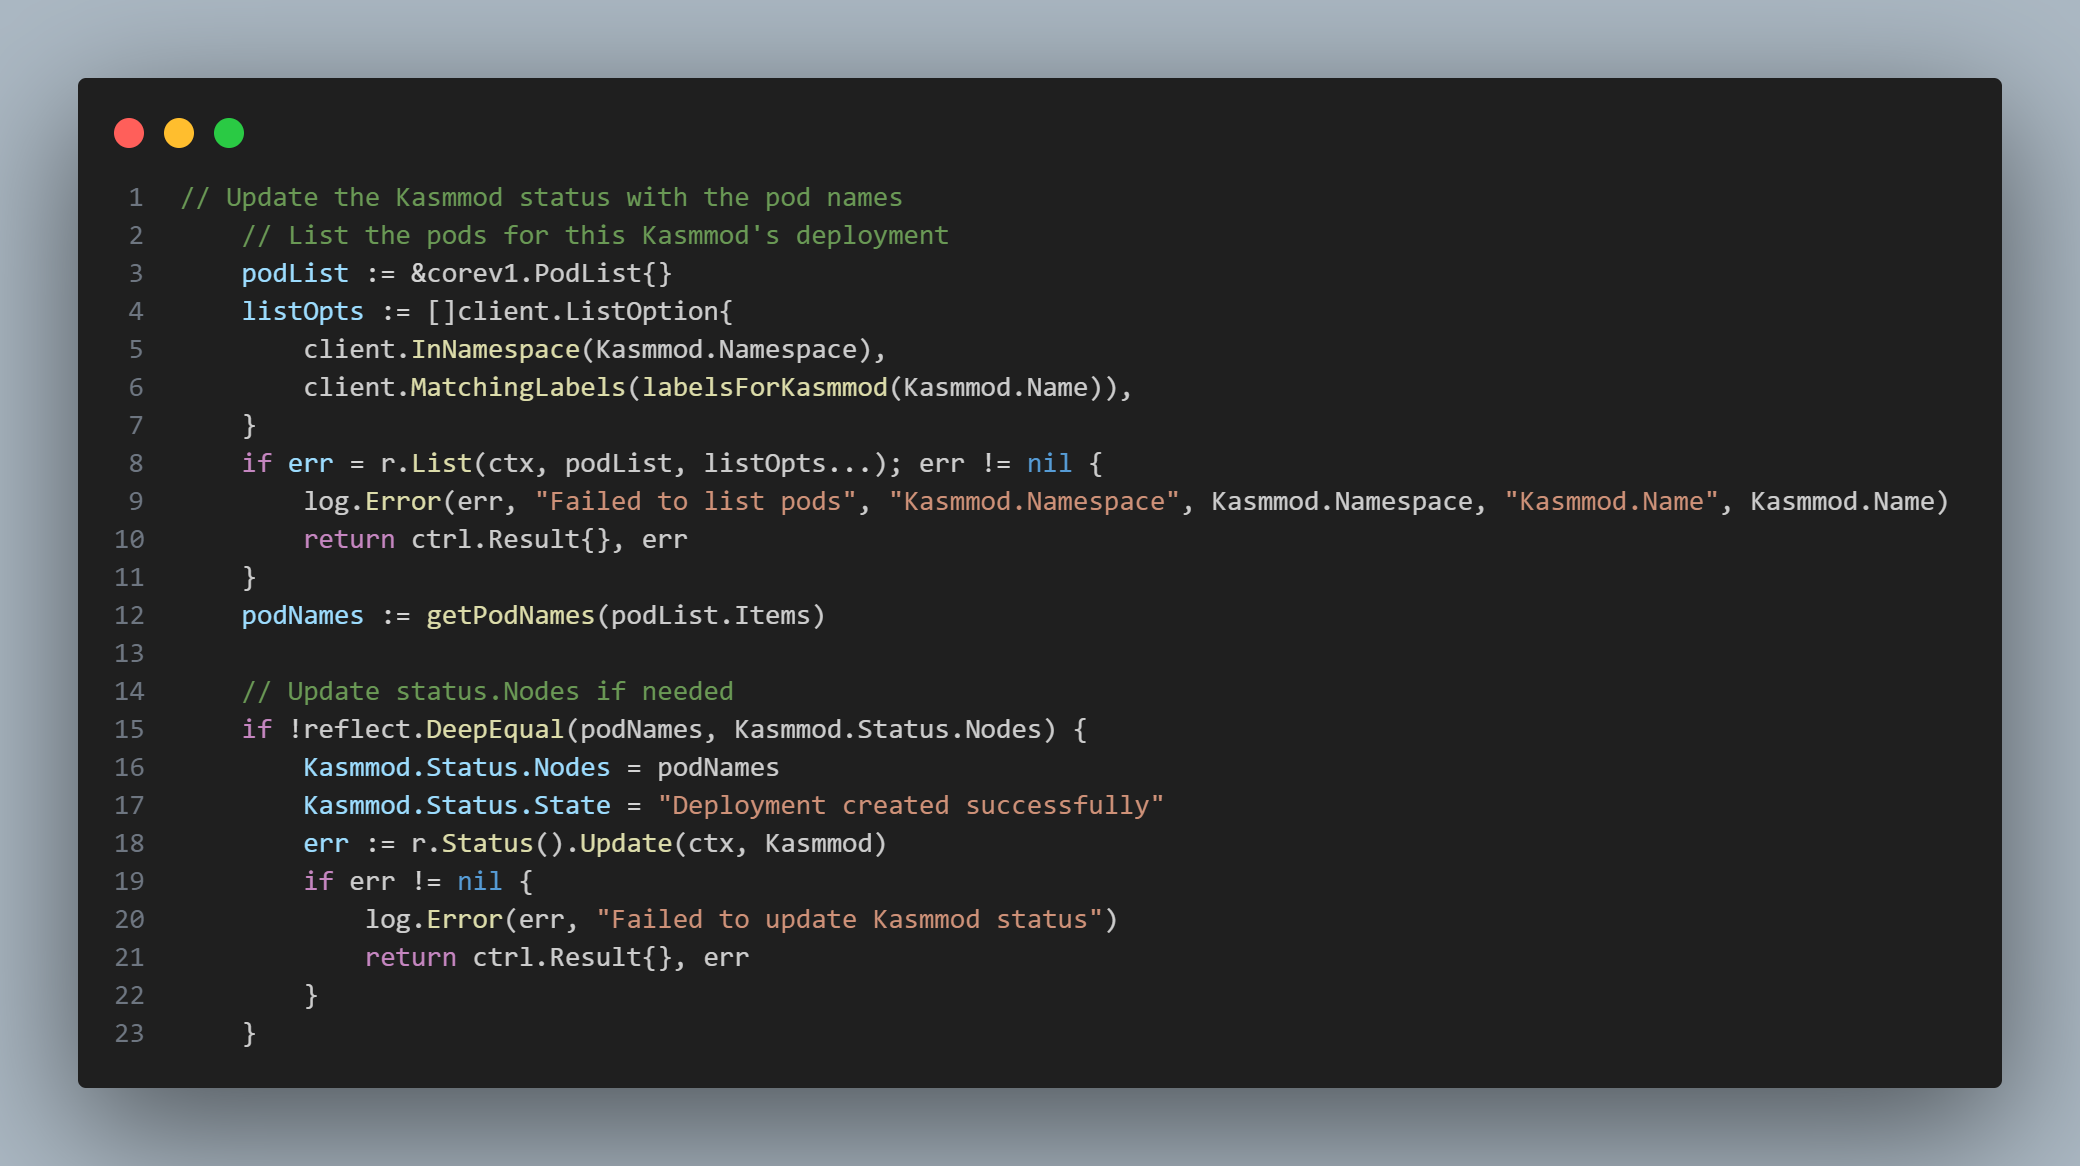 1 // Update the Kasmmod status with the pod names
2     // List the pods for this Kasmmod's deployment
3     podList := &corev1.PodList{}
4     listOpts := []client.ListOption{
5         client.InNamespace(Kasmmod.Namespace),
6         client.MatchingLabels(labelsForKasmmod(Kasmmod.Name)),
7     }
8     if err = r.List(ctx, podList, listOpts...); err != nil {
9         log.Error(err, "Failed to list pods", "Kasmmod.Namespace", Kasmmod.Namespace, "Kasmmod.Name", Kasmmod.Name)
10         return ctrl.Result{}, err
11     }
12     podNames := getPodNames(podList.Items)
13
14     // Update status.Nodes if needed
15     if !reflect.DeepEqual(podNames, Kasmmod.Status.Nodes) {
16         Kasmmod.Status.Nodes = podNames
17         Kasmmod.Status.State = "Deployment created successfully"
18         err := r.Status().Update(ctx, Kasmmod)
19         if err != nil {
20             log.Error(err, "Failed to update Kasmmod status")
21             return ctrl.Result{}, err
22         }
23     }